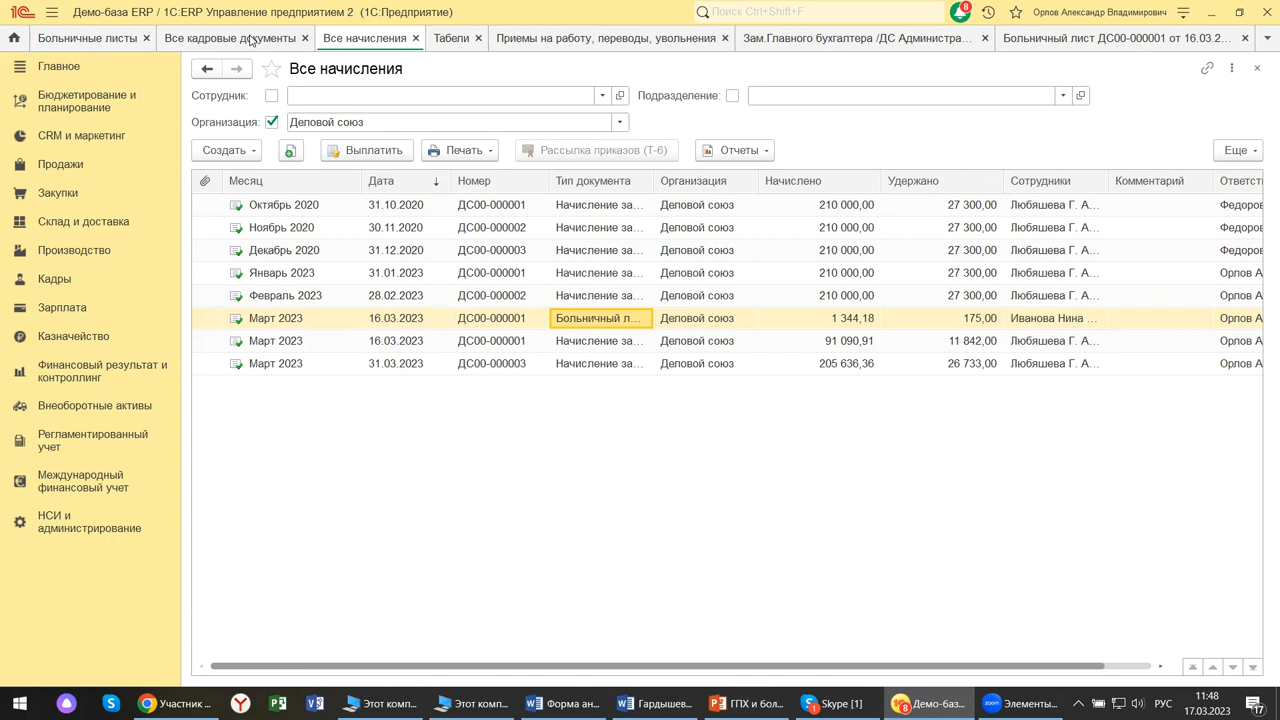 Демо-база ERP / 1С:ERP Управление предприятием 2 (1С:Предприятие)
Поиск Ctrl+Shift+F
8
Орлов Александр Владимирович
Больничные листы
Все кадровые документы
Все начисления
Табели
Приемы на работу, переводы, увольнения
Зам.Главного бухгалтера /ДС Администра...
Больничный лист ДС00-000001 от 16.03.2...
Главное
Бюджетирование и
планирование
CRM и маркетинг
Продажи
Закупки
Склад и доставка
Производство
Кадры
Зарплата
Казначейство
Финансовый результат и
контроллинг
Внеоборотные активы
Регламентированный
учет
Международный
финансовый учет
НСИ и
администрирование
Все начисления
Сотрудник:
Подразделение:
Организация: Деловой союз
Создать
Выплатить
Печать
Рассылка приказов (Т-6)
Отчеты
Еще
Месяц Дата Номер Тип документа Организация Начислено Удержано Сотрудники Комментарий Ответст
Октябрь 2020 31.10.2020 ДС00-000001 Начисление за... Деловой союз 210 000,00 27 300,00 Любяшева Г. А... Федоров
Ноябрь 2020 30.11.2020 ДС00-000002 Начисление за... Деловой союз 210 000,00 27 300,00 Любяшева Г. А... Федоров
Декабрь 2020 31.12.2020 ДС00-000003 Начисление за... Деловой союз 210 000,00 27 300,00 Любяшева Г. А... Федоров
Январь 2023 31.01.2023 ДС00-000001 Начисление за... Деловой союз 210 000,00 27 300,00 Любяшева Г. А... Орлов А
Февраль 2023 28.02.2023 ДС00-000002 Начисление за... Деловой союз 210 000,00 27 300,00 Любяшева Г. А... Орлов А
Март 2023 16.03.2023 ДС00-000001 Больничный л... Деловой союз 1 344,18 175,00 Иванова Нина ... Орлов А
Март 2023 16.03.2023 ДС00-000001 Начисление за... Деловой союз 91 090,91 11 842,00 Любяшева Г. А... Орлов А
Март 2023 31.03.2023 ДС00-000003 Начисление за... Деловой союз 205 636,36 26 733,00 Любяшева Г. А... Орлов А
Участник ...
Этот комп...
Этот комп...
Форма ан...
Гардышев...
ГПХ и бол...
Skype [1]
Демо-баз...
Элементы...
РУС
11:48
17.03.2023